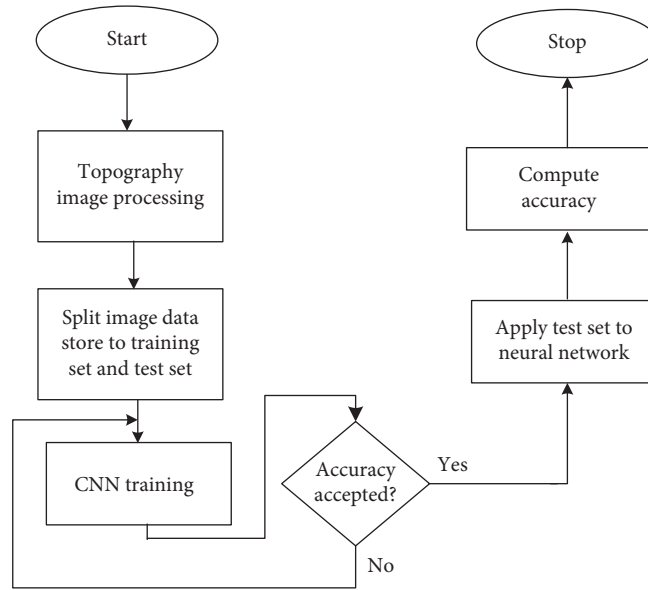 Start
Topography
image processing
Split image data
store to training
set and test set
CNN training
Accuracy
accepted?
Yes
No
Apply test set to
neural network
Compute
accuracy
Stop